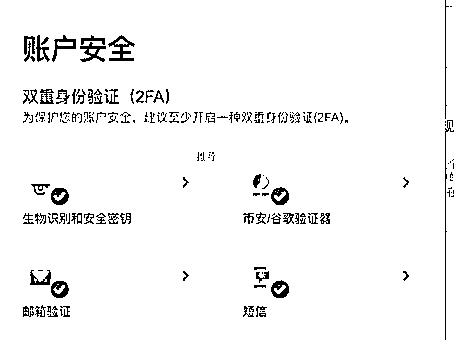 账户安全
双重身份验证（2FA）
为保护您的账户安全，建议至少开启一种双重身份验证(2FA)。
推荐
生物识别和安全密钥
币安/谷歌验证器
邮箱验证
短信